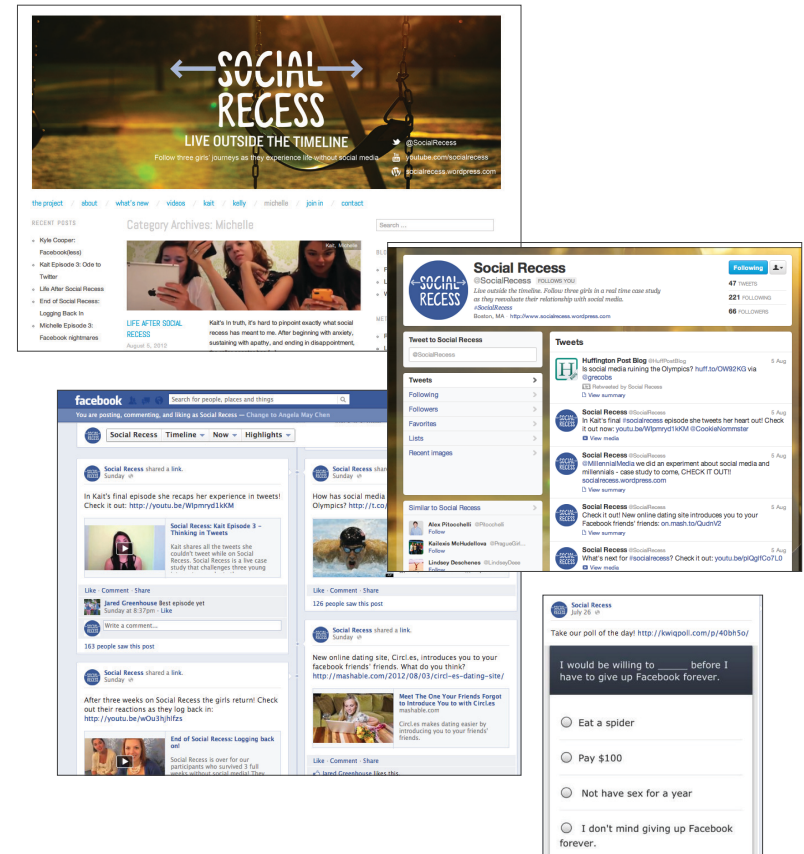 SOCIAL
RECESS
LIVE OUTSIDE THE TIMELINE
Follow three girls' journeys as they experience life without social media
@SocialRecess
youtube.com/socialrecess
socialrecess.wordpress.com
the project / about / what's new / videos / kait / kelly / michelle / join in / contact
RECENT POSTS
Kyle Cooper:
Facebook(less)
Kait Episode 3: Ode to
Twitter
Life After Social Recess
End of Social Recess:
Logging Back In
Michelle Episode 3:
Facebook nightmares
Category Archives: Michelle
Kait, Michelle
LIFE AFTER SOCIAL
RECESS
August 5, 2012
Kait's In truth, it's hard to pinpoint exactly what social
recess has meant to me. After beginning with anxiety,
sustaining with apathy, and ending in disappointment,
Search ...
SOCIAL
RECESS
Social Recess
@SocialRecess FOLLOWS YOU
Live outside the timeline. Follow three girls in a real time case study
as they reevaluate their relationship with social media.
#SocialRecess
Boston, MA · http://www.socialrecess.wordpress.com
Following
47 TWEETS
221 FOLLOWING
66 FOLLOWERS
Tweet to Social Recess
@SocialRecess
Tweets
Following
Followers
Favorites
Lists
Recent images
Similar to Social Recess
Alex Pitocchelli @Pitocchelli
Follow
Kailexis McHudellova @PragueGirl...
Follow
Lindsey Deschenes @LindseyDese
Follow
Tweets
Huffington Post Blog @HuffPostBlog 5 Aug
Is social media ruining the Olympics? huff.to/OW92KG via
@grecobs
Retweeted by Social Recess
View summary
Social Recess @SocialRecess 5 Aug
In Kait's final #socialrecess episode she tweets her heart out! Check
it out now: youtu.be/WIpmryd1kKM @CookieNommster
View media
Social Recess @SocialRecess 5 Aug
@MillennialMedia we did an experiment about social media and
millennials - case study to come, CHECK IT OUT!!
socialrecess.wordpress.com
View summary
Social Recess @SocialRecess 5 Aug
Check it out! New online dating site introduces you to your
Facebook friends' friends: on.mash.to/QudnV2
View summary
Social Recess @SocialRecess 5 Aug
What's next for #socialrecess? Check it out: youtu.be/plQglfCo7L0
View media
facebook
Search for people, places and things
You are posting, commenting, and liking as Social Recess — Change to Angela
May Chen
Social Recess Timeline Now Highlights
Social Recess shared a link.
Sunday
In Kait's final episode she recaps her experience in tweets!
Check it out: http://youtu.be/WIpmryd1kKM
Social Recess: Kait Episode 3 –
Thinking in Tweets
Kait shares all the tweets she
couldn't tweet while on Social
Recess. Social Recess is a live case
study that challenges three young
Like · Comment · Share
Jared Greenhouse Best episode yet
Sunday at 8:37pm · Like
Write a comment...
163 people saw this post
Social Recess shared a link.
Sunday
After three weeks on Social Recess the girls return! Check
out their reactions as they log back in:
http://youtu.be/wOu3hjhIfzs
End of Social Recess: Logging back
on!
Social Recess is over for our
participants who survived 3 full
weeks without social media! They
Social Recess
Sunday
How has social media
Olympics? http://t.co/
Like · Comment · Share
126 people saw this post
Social Recess shared a link.
Sunday
New online dating site, Circl.es, introduces you to your
facebook friends' friends. What do you think?
http://mashable.com/2012/08/03/circl-es-dating-site/
Meet The One Your Friends Forgot
to Introduce You to with Circl.es
mashable.com
Circl.es makes dating easier by
introducing you to your friends'
friends.
Like · Comment · Share
Jared Greenhouse likes this.
Social Recess
July 26
Take our poll of the day! http://kwiqpoll.com/p/40bh5o/
I would be willing to _____ before I
have to give up Facebook forever.
Eat a spider
Pay $100
Not have sex for a year
I don't mind giving up Facebook
forever.